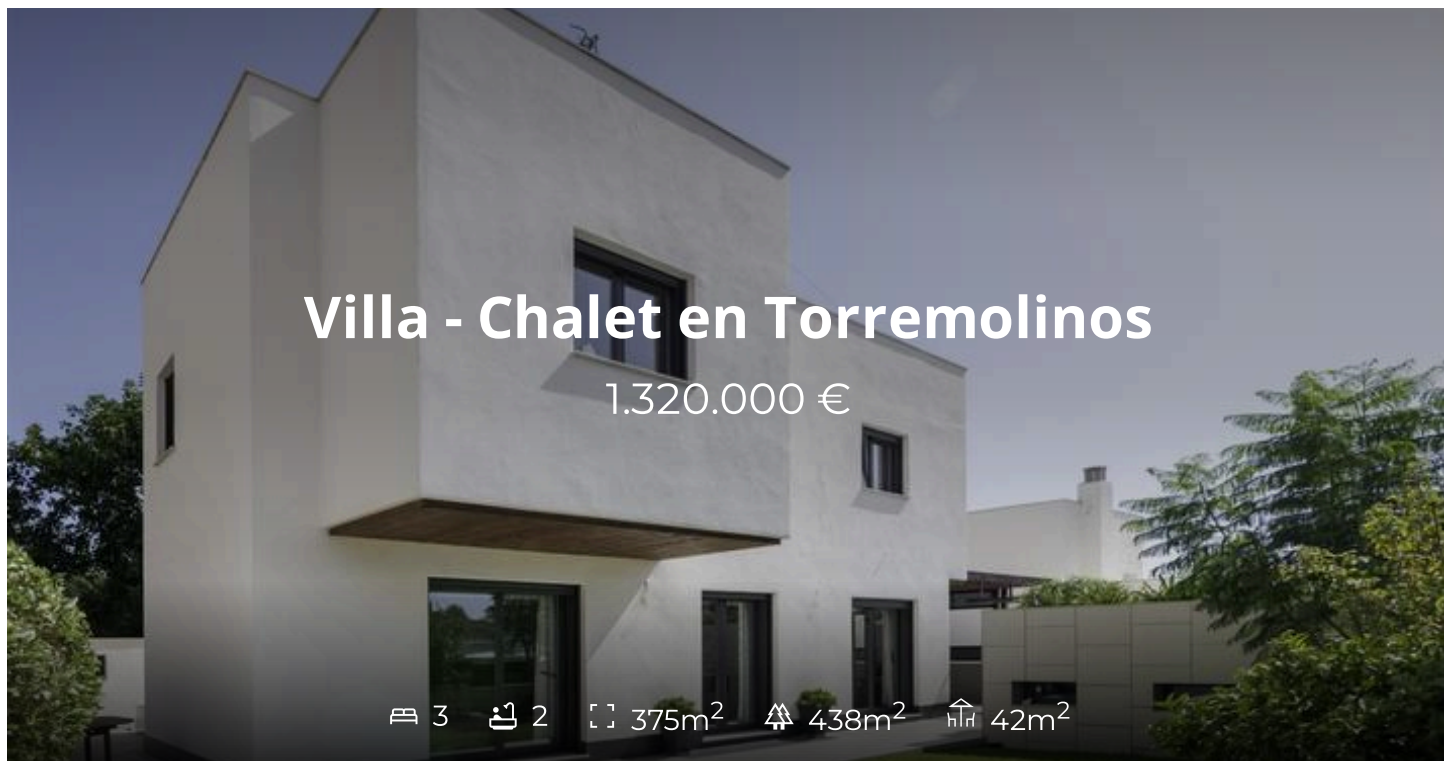 Villa - Chalet en Torremolinos
1.320.000 €
3 2 375m² 438m² 42m²